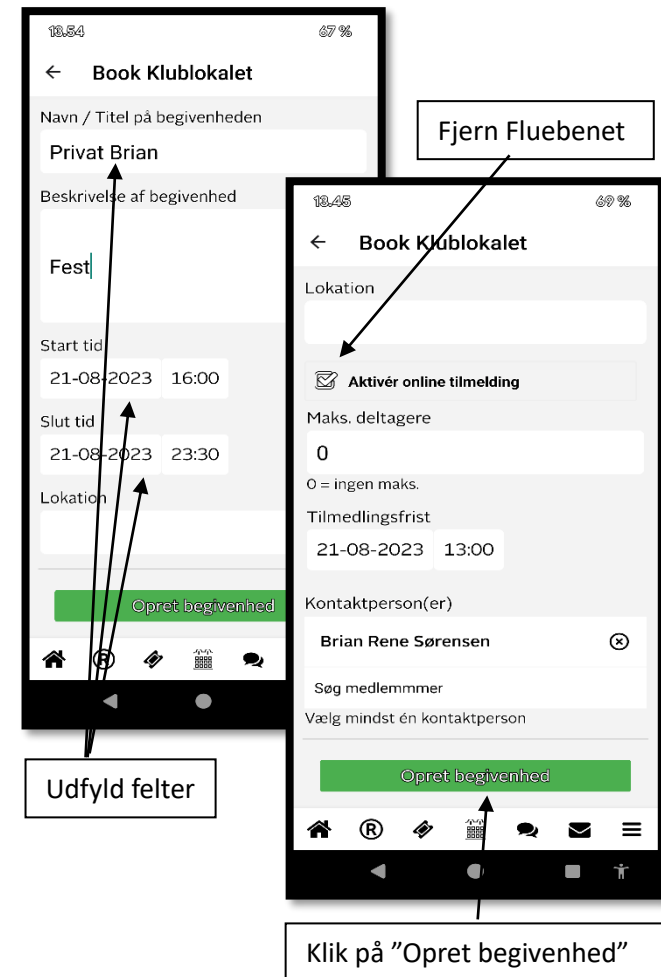 13.54 67 %
Book Klublokalet
Navn / Titel på begivenheden
Privat Brian
Beskrivelse af begivenhed
Fest
Start tid
21-08-2023 16:00
Slut tid
21-08-2023 23:30
Lokation
Opret begivenhed
Udfyld felter
Fjern Fluebenet
13.45 69 %
Book Klublokalet
Lokation
Aktivér online tilmelding
Maks. deltagere
0
0 = ingen maks.
Tilmedlingsfrist
21-08-2023 13:00
Kontaktperson(er)
Brian Rene Sørensen
Søg medlemmmer
Vælg mindst én kontaktperson
Opret begivenhed
Klik på ”Opret begivenhed”